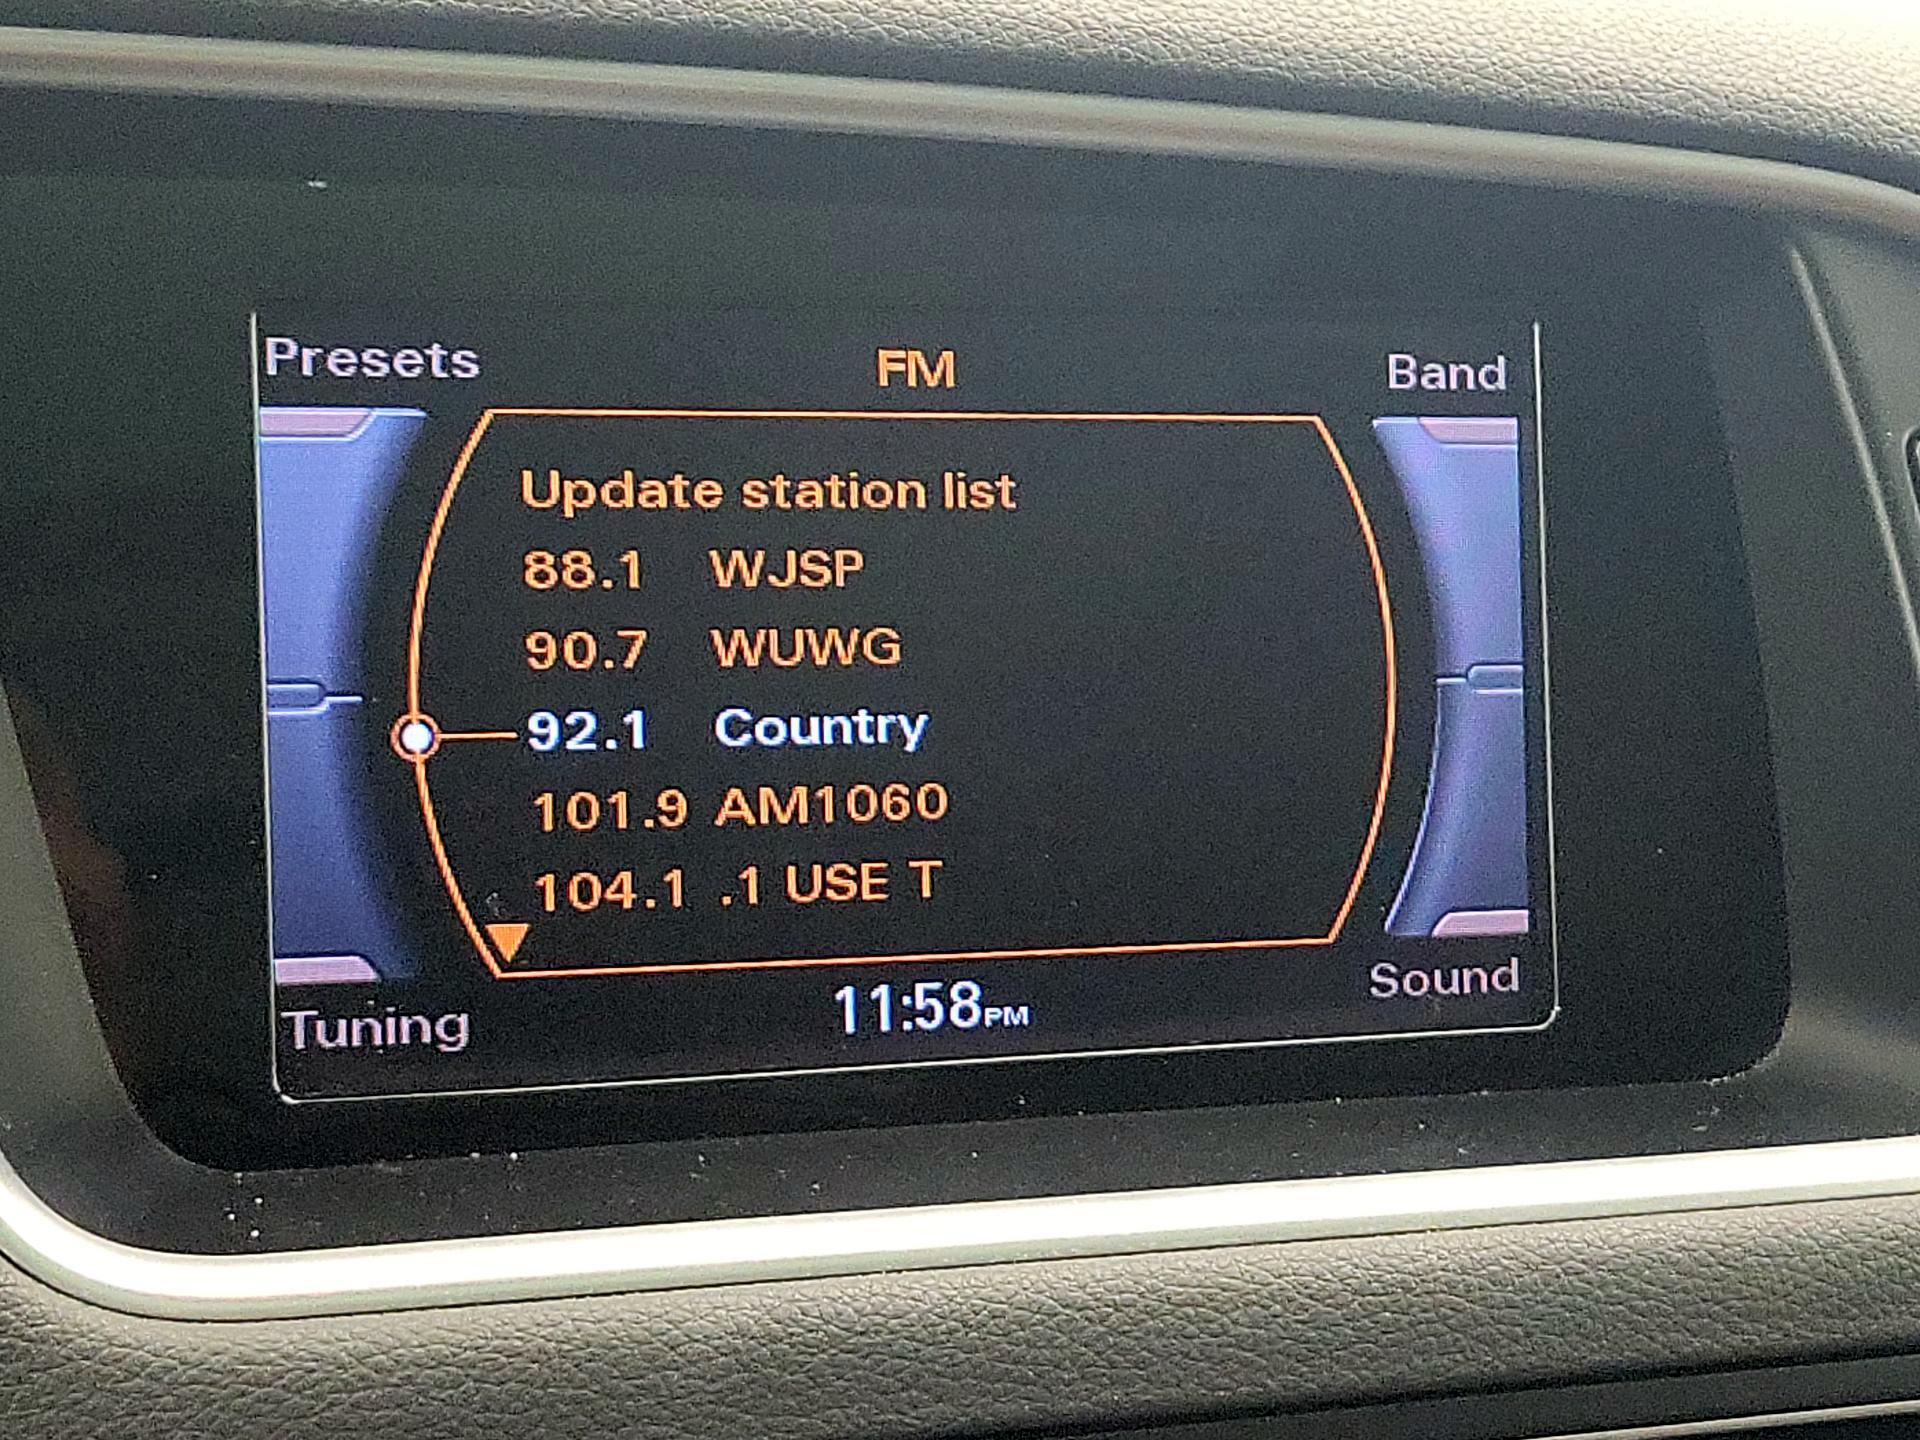 Presets FM Band
Update station list
88.1 WJSP
90.7 WUWG
92.1 Country
101.9 AM1060
104.1 .1 USE T
Tuning 11:58PM Sound